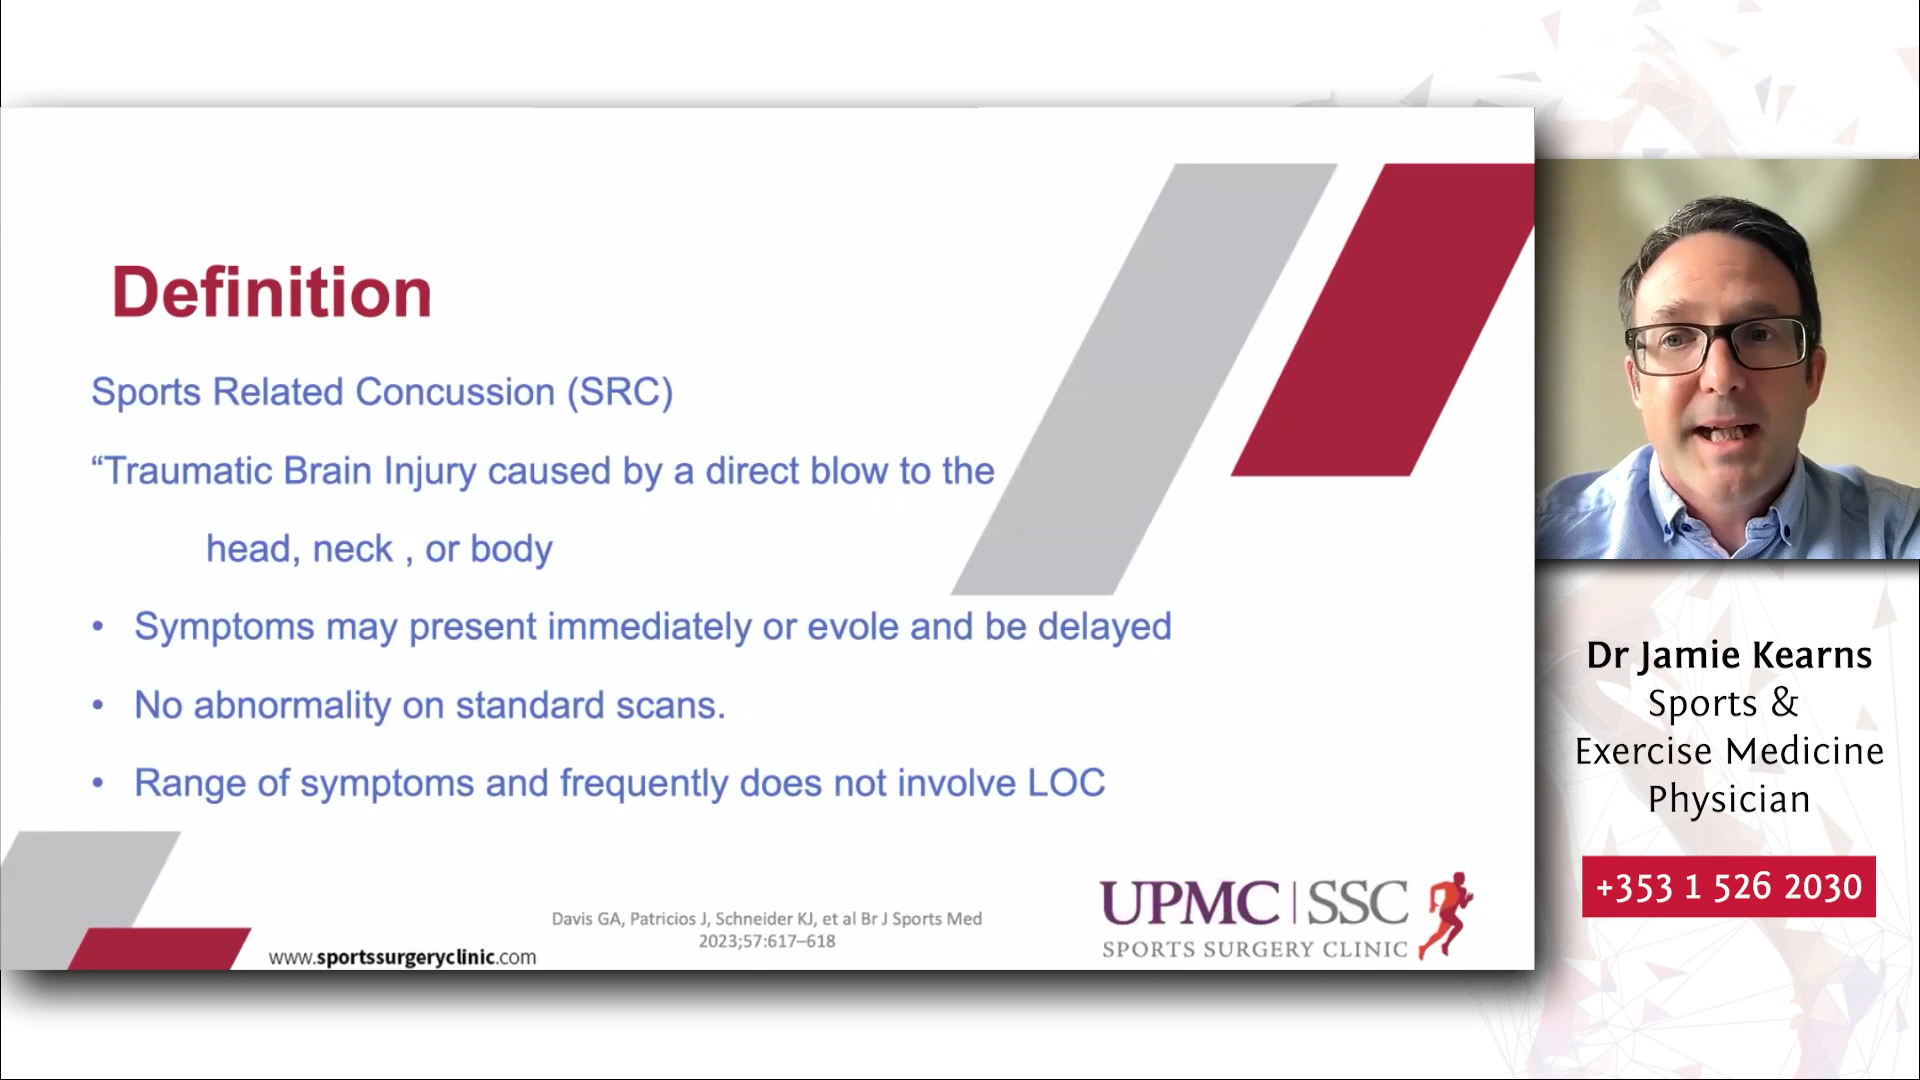 Definition
Sports Related Concussion (SRC)
“Traumatic Brain Injury caused by a direct blow to the
head, neck , or body
• Symptoms may present immediately or evole and be delayed
• No abnormality on standard scans.
• Range of symptoms and frequently does not involve LOC
Davis GA, Patricios J, Schneider KJ, et al Br J Sports Med
2023;57:617–618
www.sportssurgeryclinic.com
UPMC | SSC
SPORTS SURGERY CLINIC
Dr Jamie Kearns
Sports &
Exercise Medicine
Physician
+353 1 526 2030